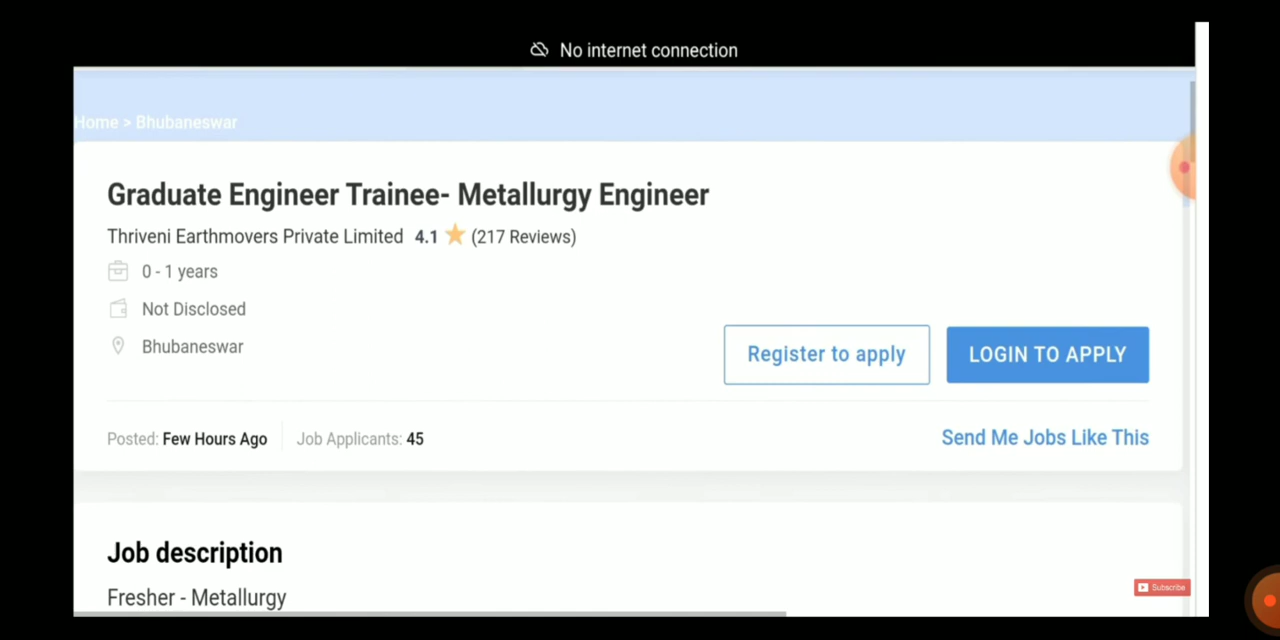 No internet connection
Home > Bhubaneswar
Graduate Engineer Trainee- Metallurgy Engineer
Thriveni Earthmovers Private Limited 4.1 (217 Reviews)
0 - 1 years
Not Disclosed
Bhubaneswar
Register to apply LOGIN TO APPLY
Posted: Few Hours Ago Job Applicants: 45 Send Me Jobs Like This
Job description
Fresher - Metallurgy
Subscribe